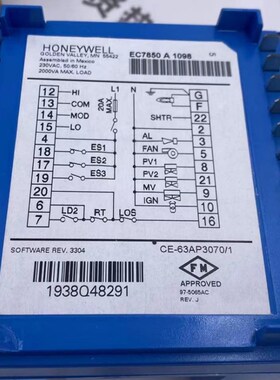 HONEYWELL
GOLDEN VALLEY, MN 55422
Assembled in Mexico
230VAC, 50/60 HZ
2000VA MAX. LOAD
EC7850 A 1098
5
12 HI
13 COM
14 MOD
15 LO
L1
N
20A MAX.
18 ES1
17 ES2
19 ES3
4
20
6
7
LD2
RT
LOS
G
F
SHTR
22
2
AL
3
FAN
5
PV1
8
PV2
21
MV
9
IGN
10
16
SOFTWARE REV. 3304
1938Q48291
CE-63AP3070/1
FM
APPROVED
97-5065AC
REV. J